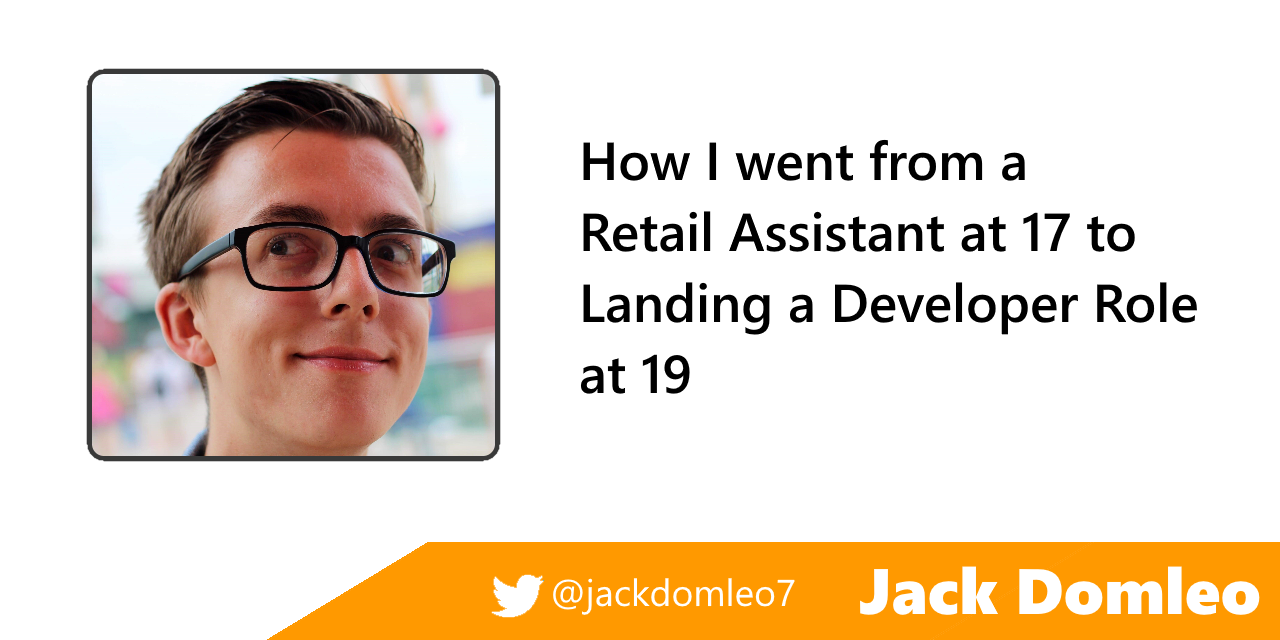 How I went from a
Retail Assistant at 17 to
Landing a Developer Role
at 19
@jackdomleo7
Jack Domleo